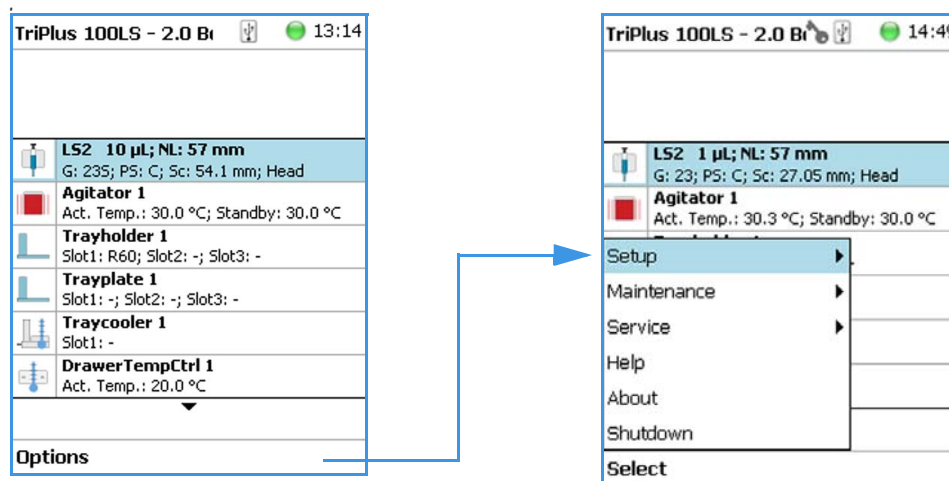 TriPlus 100LS - 2.0 B
13:14
LS2 10 µL; NL: 57 mm
G: 23S; PS: C; Sc: 54.1 mm; Head
Agitator 1
Act. Temp.: 30.0 °C; Standby: 30.0 °C
Trayholder 1
Slot1: R60; Slot2: -; Slot3: -
Trayplate 1
Slot1: -; Slot2: -; Slot3: -
Traycooler 1
Slot1: -
DrawerTempCtrl 1
Act. Temp.: 20.0 °C
Options
TriPlus 100LS - 2.0 B
14:49
LS2 1 µL; NL: 57 mm
G: 23; PS: C; Sc: 27.05 mm; Head
Agitator 1
Act. Temp.: 30.3 °C; Standby: 30.0 °C
Setup
Maintenance
Service
Help
About
Shutdown
Select